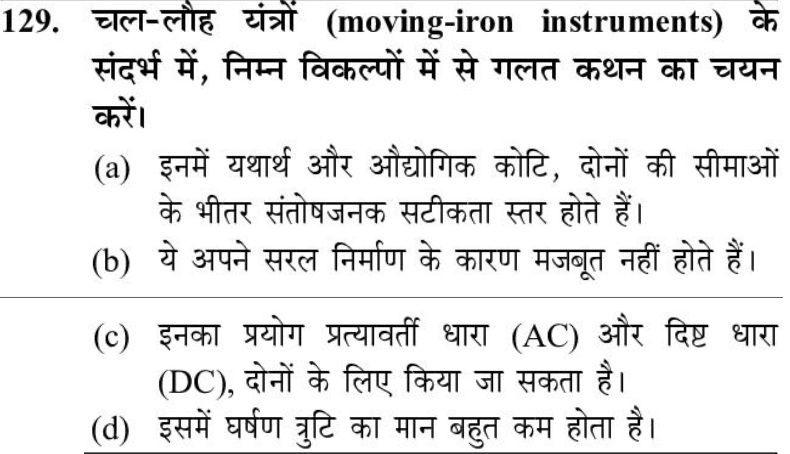 129. चल-लौह यंत्रों (moving-iron instruments) के
संदर्भ में, निम्न विकल्पों में से गलत कथन का चयन
करें।
(a) इनमें यथार्थ और औद्योगिक कोटि, दोनों की सीमाओं
के भीतर संतोषजनक सटीकता स्तर होते हैं।
(b) ये अपने सरल निर्माण के कारण मजबूत नहीं होते हैं।
(c) इनका प्रयोग प्रत्यावर्ती धारा (AC) और दिष्ट धारा
(DC), दोनों के लिए किया जा सकता है।
(d) इसमें घर्षण त्रुटि का मान बहुत कम होता है।